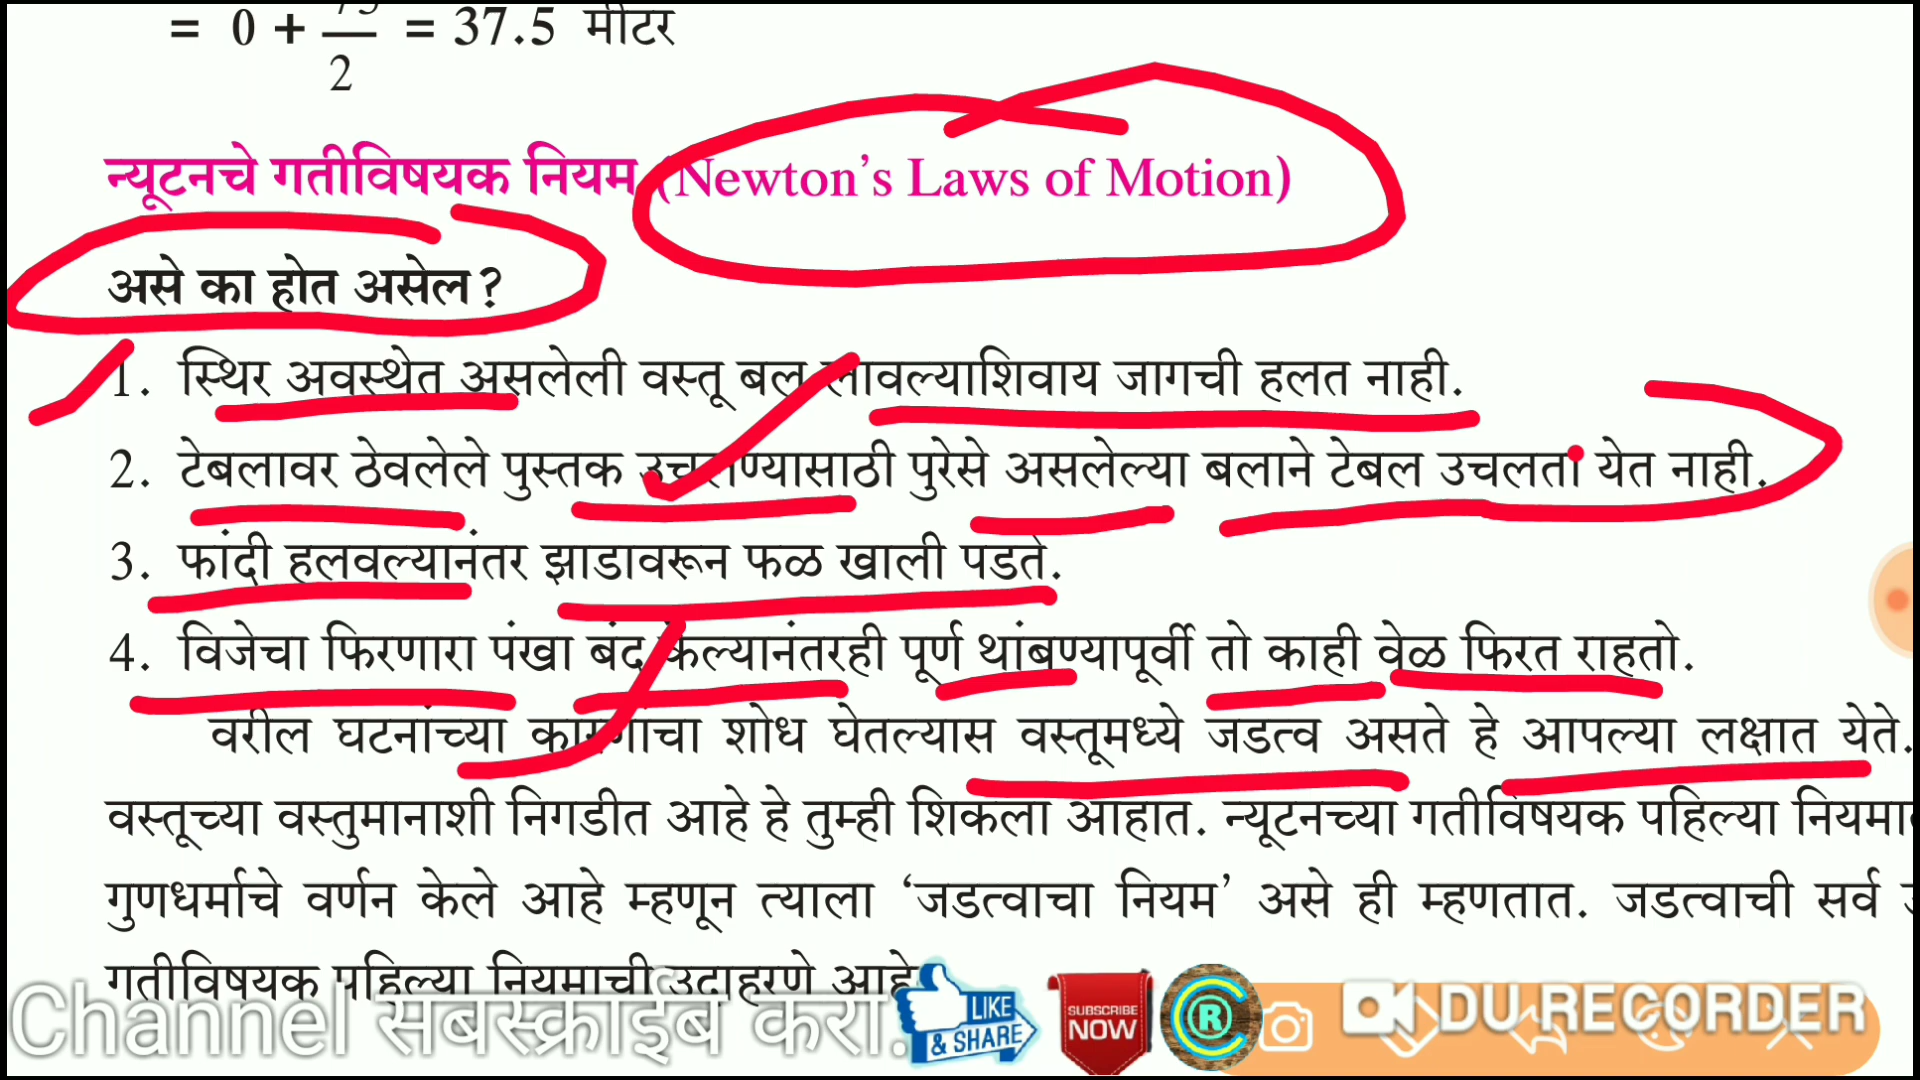 = 0 + 75/2 = 37.5 मीटर
न्यूटनचे गतीविषयक नियम (Newton's Laws of Motion)
असे का होत असेल?
1. स्थिर अवस्थेत असलेली वस्तू बल लावल्याशिवाय जागची हलत नाही.
2. टेबलावर ठेवलेले पुस्तक उचलण्यासाठी पुरेसे असलेल्या बलाने टेबल उचलता येत नाही.
3. फांदी हलवल्यानंतर झाडावरून फळ खाली पडते.
4. विजेचा फिरणारा पंखा बंद केल्यानंतरही पूर्ण थांबण्यापूर्वी तो काही वेळ फिरत राहतो.
वरील घटनांच्या कारणांचा शोध घेतल्यास वस्तूमध्ये जडत्व असते हे आपल्या लक्षात येते.
वस्तूच्या वस्तुमानाशी निगडीत आहे हे तुम्ही शिकला आहात. न्यूटनच्या गतीविषयक पहिल्या
गुणधर्माचे वर्णन केले आहे म्हणून त्याला 'जडत्वाचा नियम' असे ही म्हणतात. जडत्वाची सर्व
गतीविषयक पहिल्या नियमाची उदाहरणे आहे
Channel सबस्क्राईब करा.
LIKE
& SHARE
SUBSCRIBE
NOW
R
DU RECORDER